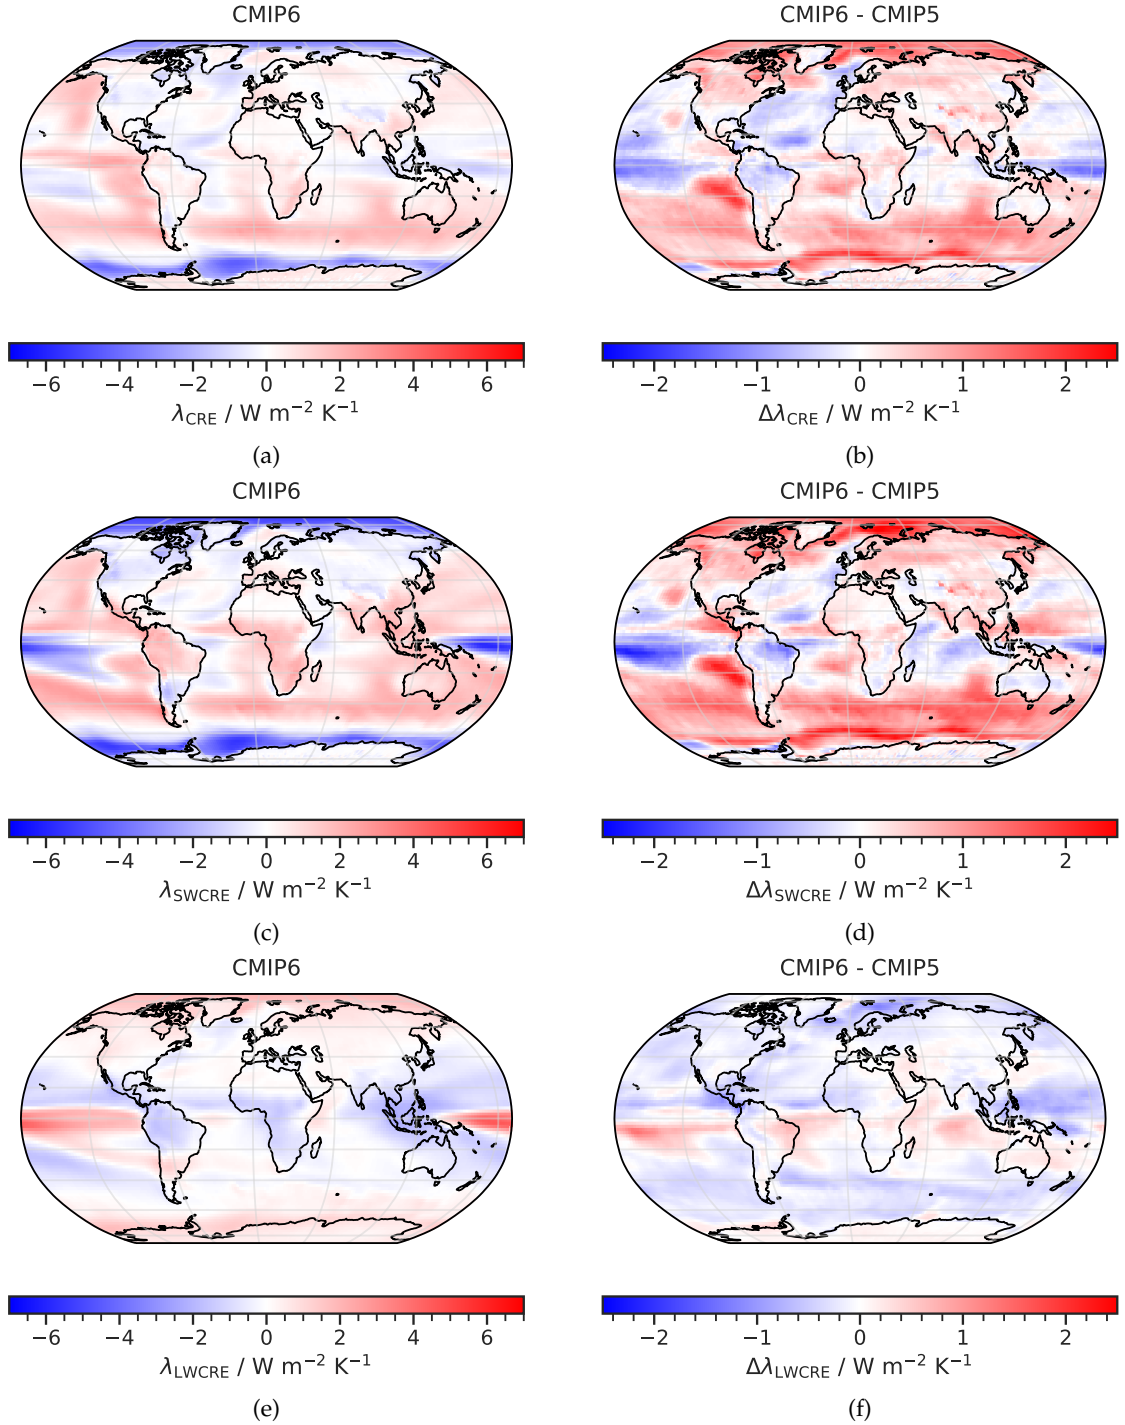 CMIP6
CMIP6 - CMIP5
−6 −4 −2 0 2 4 6
−2 −1 0 1 2
λCRE / W m−2 K−1
ΔλCRE / W m−2 K−1
(a)
(b)
CMIP6
CMIP6 - CMIP5
−6 −4 −2 0 2 4 6
−2 −1 0 1 2
λSWCRE / W m−2 K−1
ΔλSWCRE / W m−2 K−1
(c)
(d)
CMIP6
CMIP6 - CMIP5
−6 −4 −2 0 2 4 6
−2 −1 0 1 2
λLWCRE / W m−2 K−1
ΔλLWCRE / W m−2 K−1
(e)
(f)